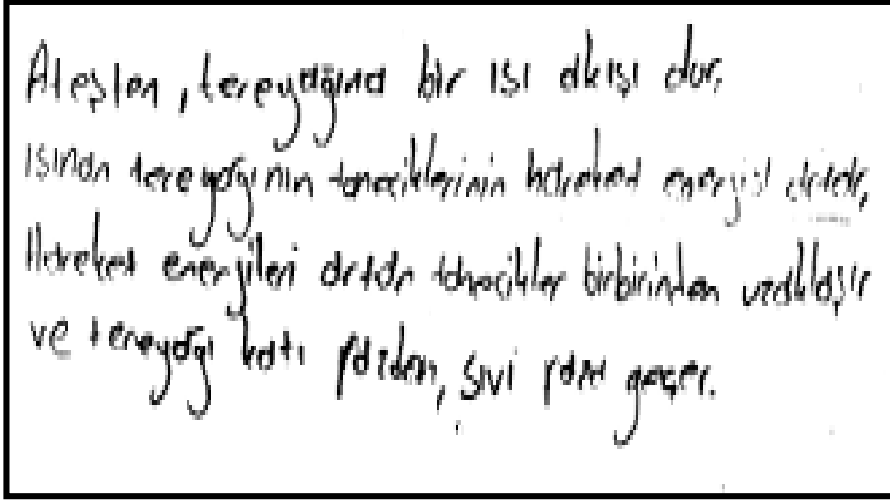 Ateşten, tereyağına bir ısı akışı olur.
Isınan tereyağının taneciklerinin hareket enerjisi artar,
Hareket enerjileri artan tanecikler birbirinden uzaklaşır
ve tereyağı katı fazdan, sıvı faza geçer.